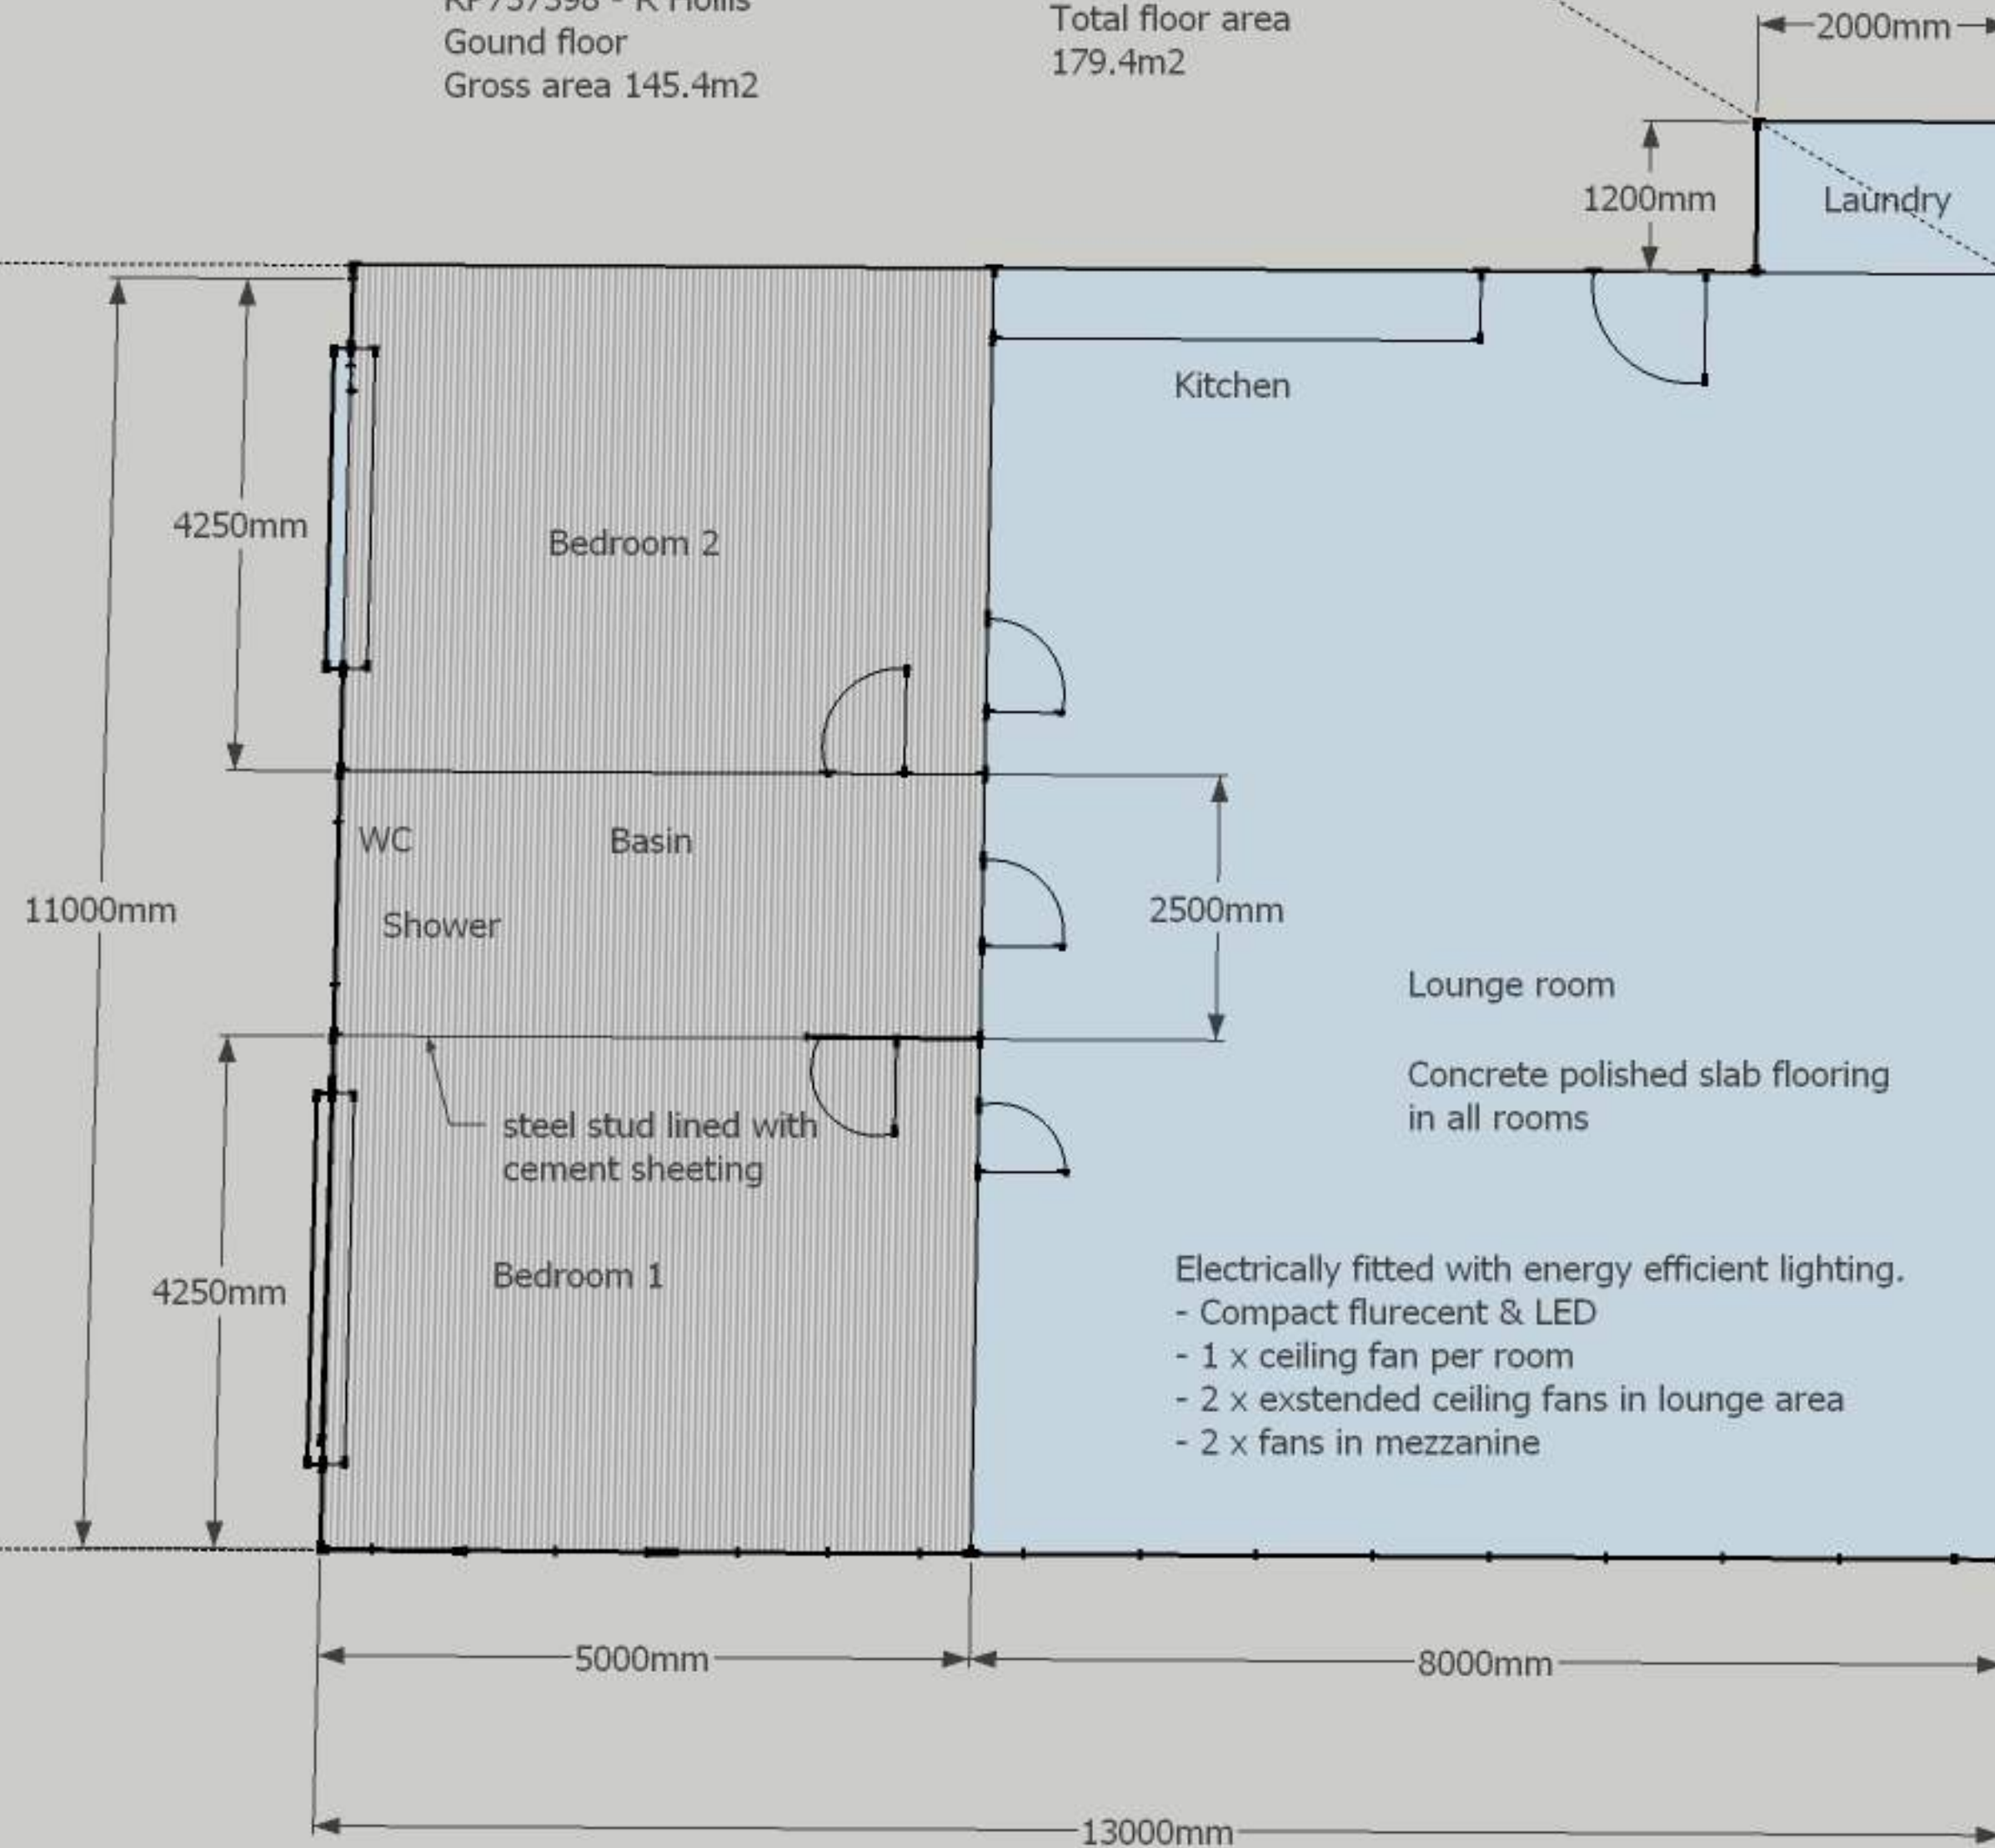 RP737398 - R Hollis
Gound floor
Gross area 145.4m2
Total floor area
179.4m2
2000mm
1200mm
Laundry
Kitchen
4250mm
Bedroom 2
WC
Basin
11000mm
Shower
2500mm
Lounge room
Concrete polished slab flooring
in all rooms
steel stud lined with
cement sheeting
4250mm
Bedroom 1
Electrically fitted with energy efficient lighting.
- Compact flurecent & LED
- 1 x ceiling fan per room
- 2 x exstended ceiling fans in lounge area
- 2 x fans in mezzanine
5000mm
8000mm
13000mm